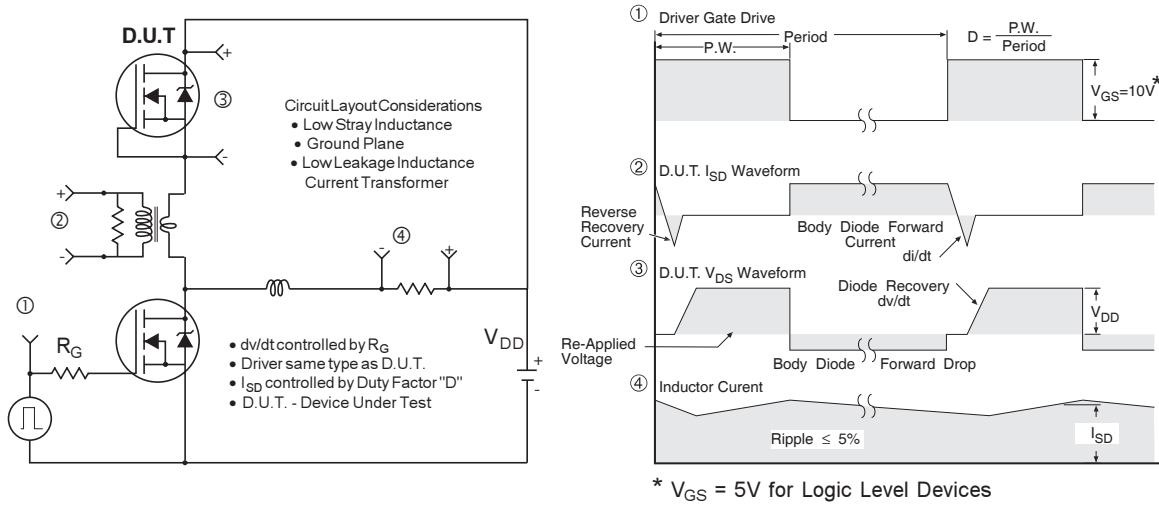 D.U.T
+
③
-
Circuit Layout Considerations
• Low Stray Inductance
• Ground Plane
• Low Leakage Inductance
Current Transformer
+
②
-
④
-
+
①
R_G
V_DD
+
-
• dv/dt controlled by R_G
• Driver same type as D.U.T.
• I_SD controlled by Duty Factor "D"
• D.U.T. - Device Under Test
① Driver Gate Drive
P.W.
Period
D = P.W. / Period
V_GS=10V*
② D.U.T. I_SD Waveform
Reverse
Recovery
Current
Body Diode Forward
Current
di/dt
③ D.U.T. V_DS Waveform
Diode Recovery
dv/dt
V_DD
Re-Applied
Voltage
Body Diode Forward Drop
④ Inductor Curent
Ripple ≤ 5%
I_SD
* V_GS = 5V for Logic Level Devices